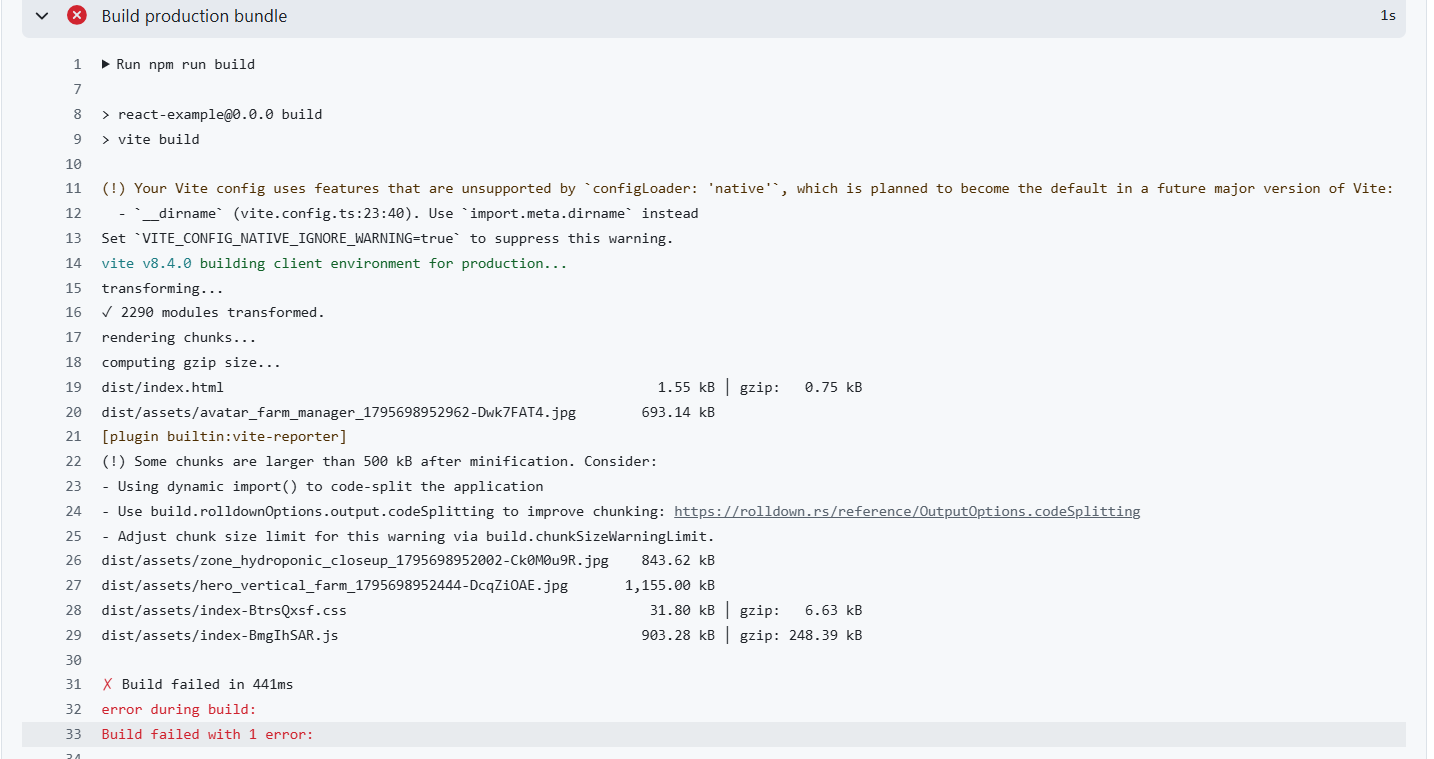 Build production bundle 1s
1 Run npm run build
7
8 > react-example@0.0.0 build
9 > vite build
10
11 (!) Your Vite config uses features that are unsupported by `configLoader: 'native'`, which is planned to become the default in a future major version of Vite:
12 - `__dirname` (vite.config.ts:23:40). Use `import.meta.dirname` instead
13 Set `VITE_CONFIG_NATIVE_IGNORE_WARNING=true` to suppress this warning.
14 vite v8.4.0 building client environment for production...
15 transforming...
16 ✓ 2290 modules transformed.
17 rendering chunks...
18 computing gzip size...
19 dist/index.html 1.55 kB │ gzip: 0.75 kB
20 dist/assets/avatar_farm_manager_1795698952962-Dwk7FAT4.jpg 693.14 kB
21 [plugin builtin:vite-reporter]
22 (!) Some chunks are larger than 500 kB after minification. Consider:
23 - Using dynamic import() to code-split the application
24 - Use build.rolldownOptions.output.codeSplitting to improve chunking: https://rolldown.rs/reference/OutputOptions.codeSplitting
25 - Adjust chunk size limit for this warning via build.chunkSizeWarningLimit.
26 dist/assets/zone_hydroponic_closeup_1795698952002-Ck0M0u9R.jpg 843.62 kB
27 dist/assets/hero_vertical_farm_1795698952444-DcqZiOAE.jpg 1,155.00 kB
28 dist/assets/index-BtrsQxsf.css 31.80 kB │ gzip: 6.63 kB
29 dist/assets/index-BmgIhSAR.js 903.28 kB │ gzip: 248.39 kB
30
31 ✗ Build failed in 441ms
32 error during build:
33 Build failed with 1 error:
34